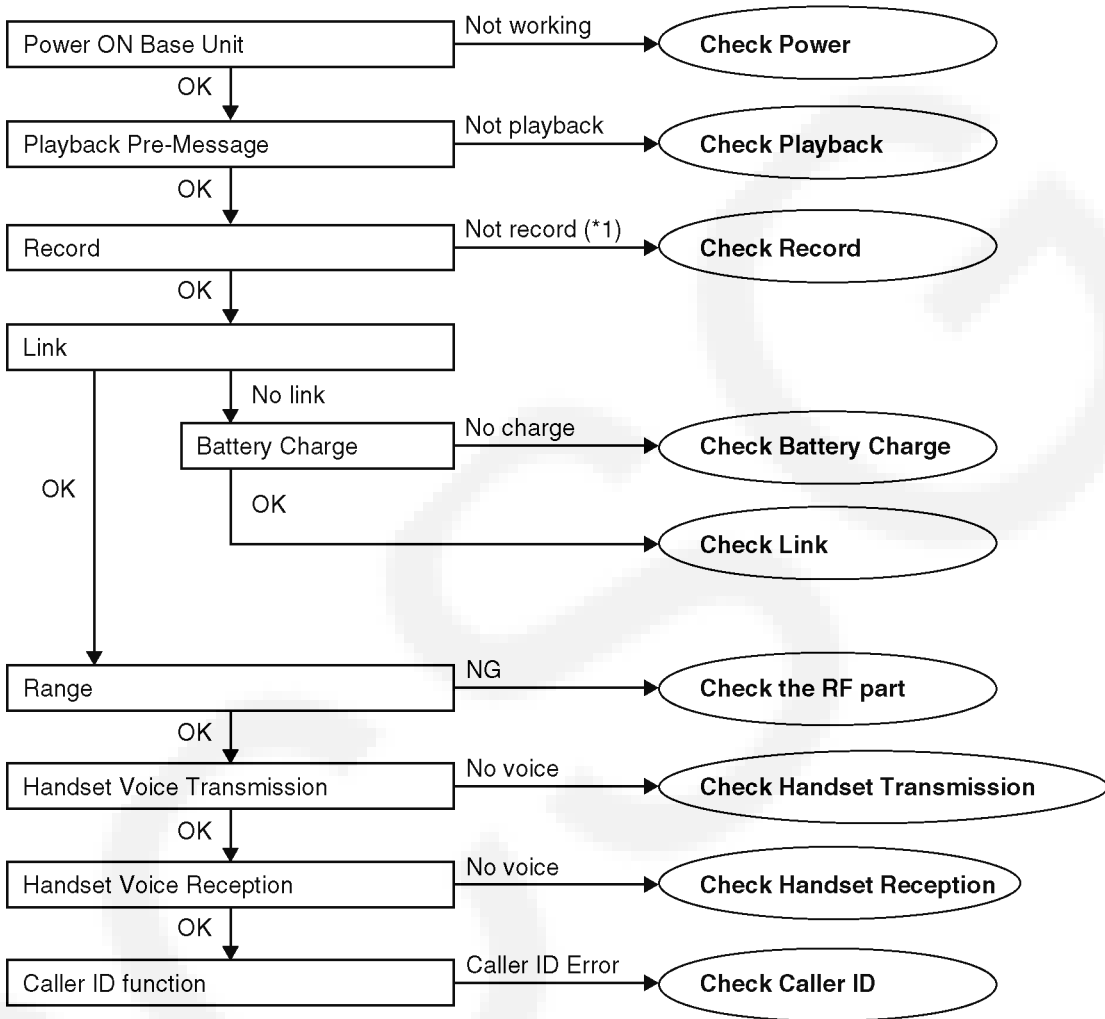 Power ON Base Unit
Not working
Check Power
OK
Playback Pre-Message
Not playback
Check Playback
OK
Record
Not record (*1)
Check Record
OK
Link
No link
Battery Charge
No charge
Check Battery Charge
OK
OK
Check Link
Range
NG
Check the RF part
OK
Handset Voice Transmission
No voice
Check Handset Transmission
OK
Handset Voice Reception
No voice
Check Handset Reception
OK
Caller ID function
Caller ID Error
Check Caller ID